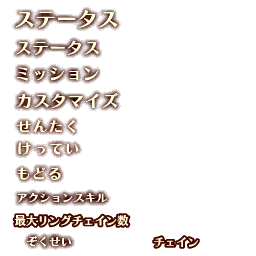 ステータス
ステータス
ミッション
カスタマイズ
せんたく
けってい
もどる
アクションスキル
最大リングチェイン数
ぞくせい チェイン